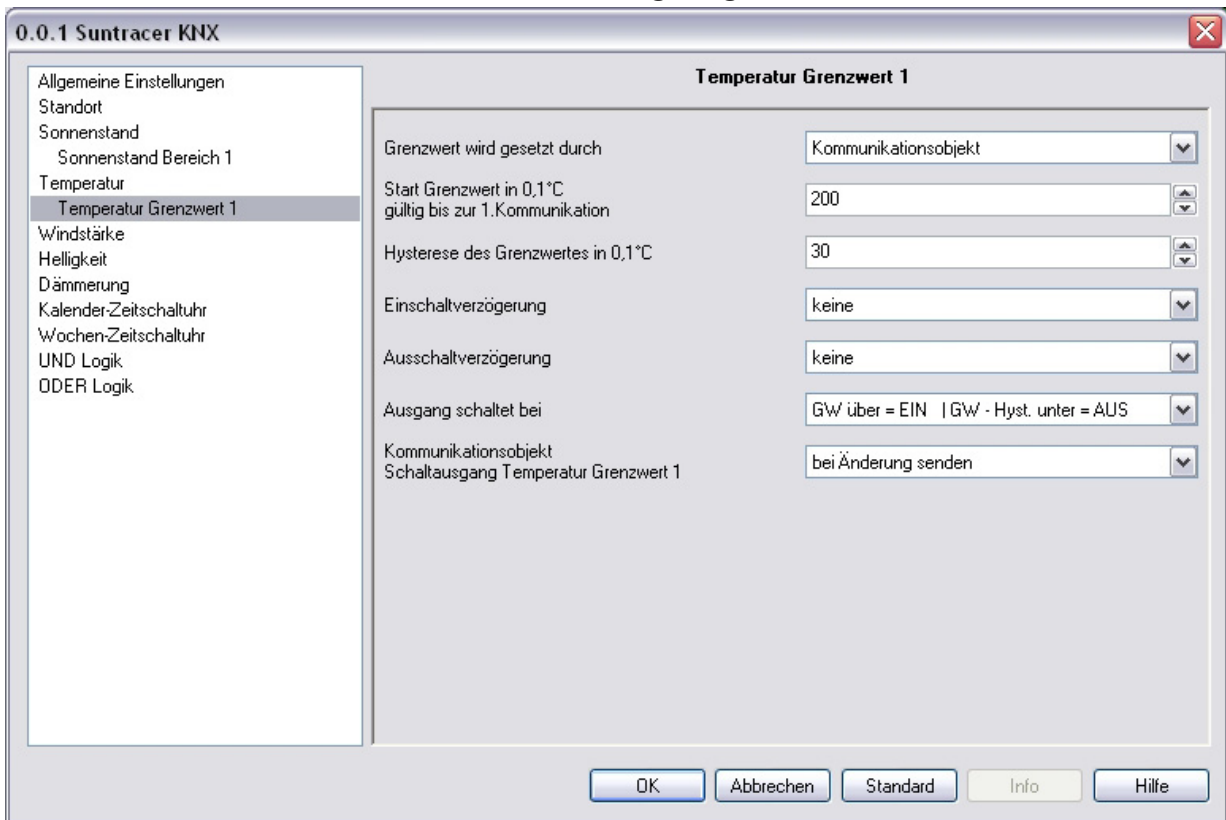 0.0.1 Suntracer KNX
Allgemeine Einstellungen
Standort
Sonnenstand
Sonnenstand Bereich 1
Temperatur
Temperatur Grenzwert 1
Windstärke
Helligkeit
Dämmerung
Kalender-Zeitschaltuhr
Wochen-Zeitschaltuhr
UND Logik
ODER Logik
Temperatur Grenzwert 1
Grenzwert wird gesetzt durch
Kommunikationsobjekt
Start Grenzwert in 0,1°C
gültig bis zur 1.Kommunikation
200
Hysterese des Grenzwertes in 0,1°C
30
Einschaltverzögerung
keine
Ausschaltverzögerung
keine
Ausgang schaltet bei
GW über = EIN | GW - Hyst. unter = AUS
Kommunikationsobjekt
Schaltausgang Temperatur Grenzwert 1
bei Änderung senden
OK
Abbrechen
Standard
Info
Hilfe